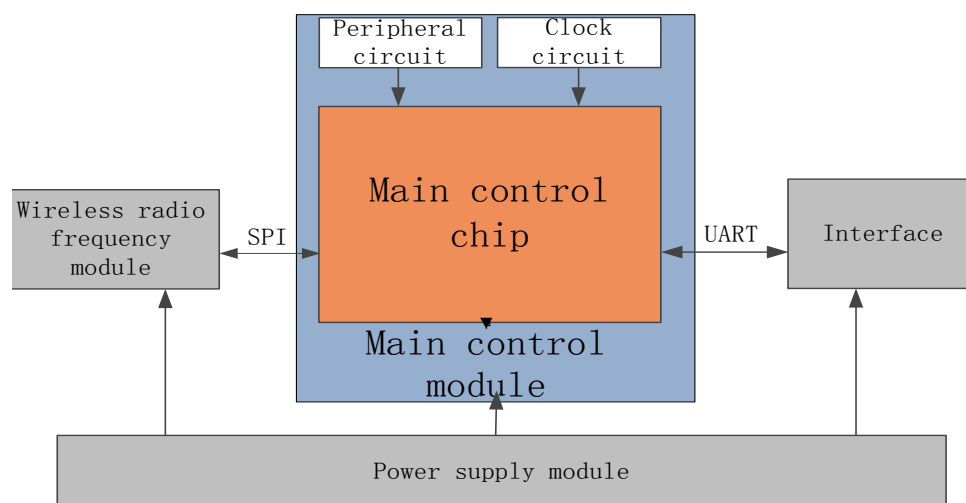 Peripheral
circuit
Clock
circuit
Main control
chip
Wireless radio
frequency
module
SPI
UART
Interface
Main control
module
Power supply module